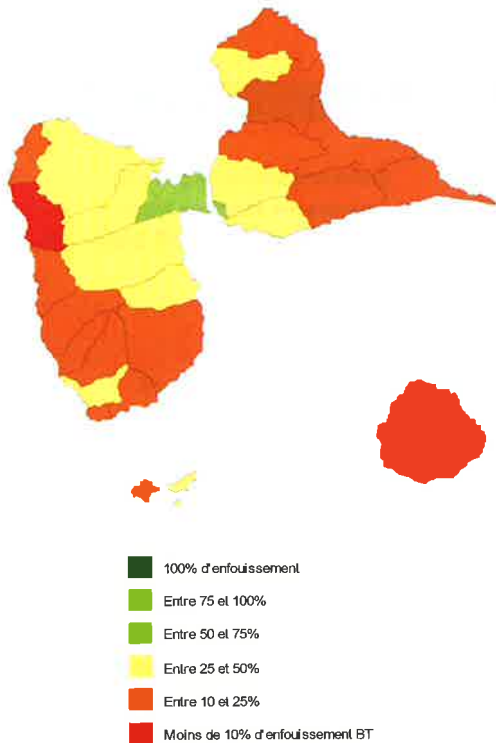 100% d'enfouissement
Entre 75 et 100%
Entre 50 et 75%
Entre 25 et 50%
Entre 10 et 25%
Moins de 10% d'enfouissement BT